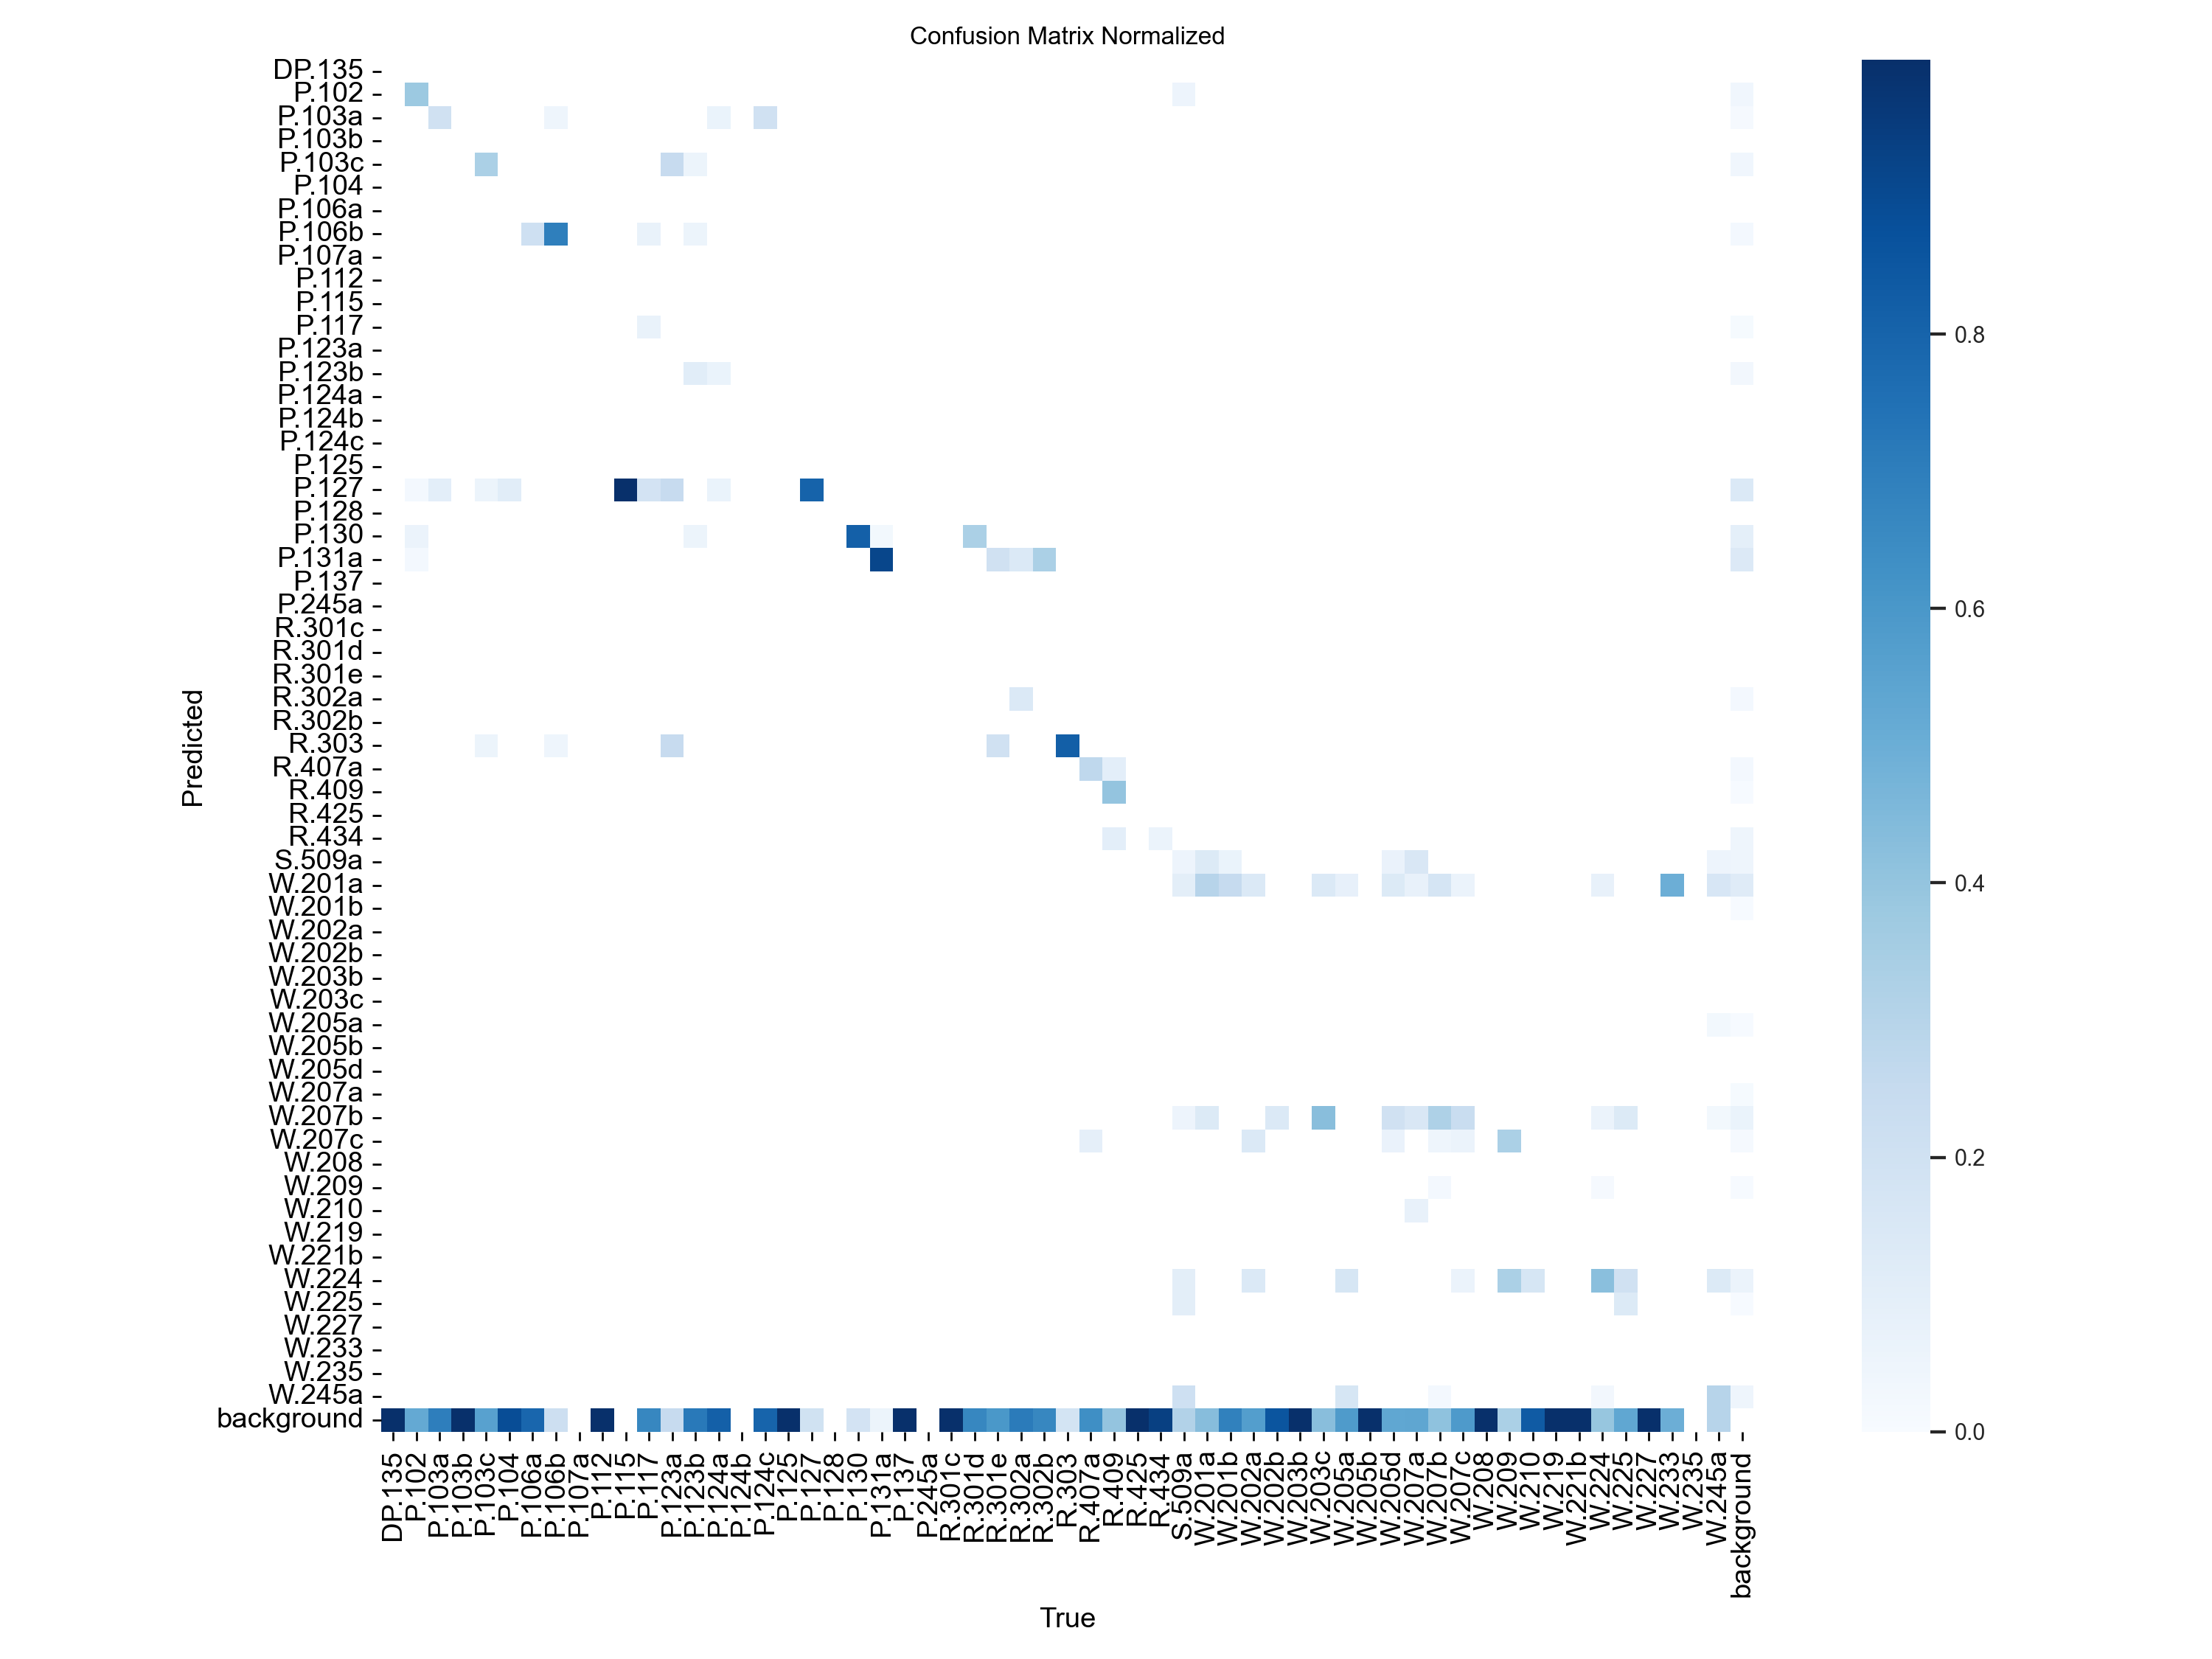 Confusion Matrix Normalized
DP.135
P.102
P.103a
P.103b
P.103c
P.104
P.106a
P.106b
P.107a
P.112
P.115
P.117
P.123a
P.123b
P.124a
P.124b
P.124c
P.125
P.127
P.128
P.130
P.131a
P.137
P.245a
R.301c
R.301d
R.301e
R.302a
R.302b
R.303
R.407a
R.409
R.425
R.434
S.509a
W.201a
W.201b
W.202a
W.202b
W.203b
W.203c
W.205a
W.205b
W.205d
W.207a
W.207b
W.207c
W.208
W.209
W.210
W.219
W.221b
W.224
W.225
W.227
W.233
W.235
W.245a
background
Predicted
DP.135
P.102
P.103a
P.103b
P.103c
P.104
P.106a
P.106b
P.107a
P.112
P.115
P.117
P.123a
P.123b
P.124a
P.124b
P.124c
P.125
P.127
P.128
P.130
P.131a
P.137
P.245a
R.301c
R.301d
R.301e
R.302a
R.302b
R.303
R.407a
R.409
R.425
R.434
S.509a
W.201a
W.201b
W.202a
W.202b
W.203b
W.203c
W.205a
W.205b
W.205d
W.207a
W.207b
W.207c
W.208
W.209
W.210
W.219
W.221b
W.224
W.225
W.227
W.233
W.235
W.245a
background
True
0.8
0.6
0.4
0.2
0.0